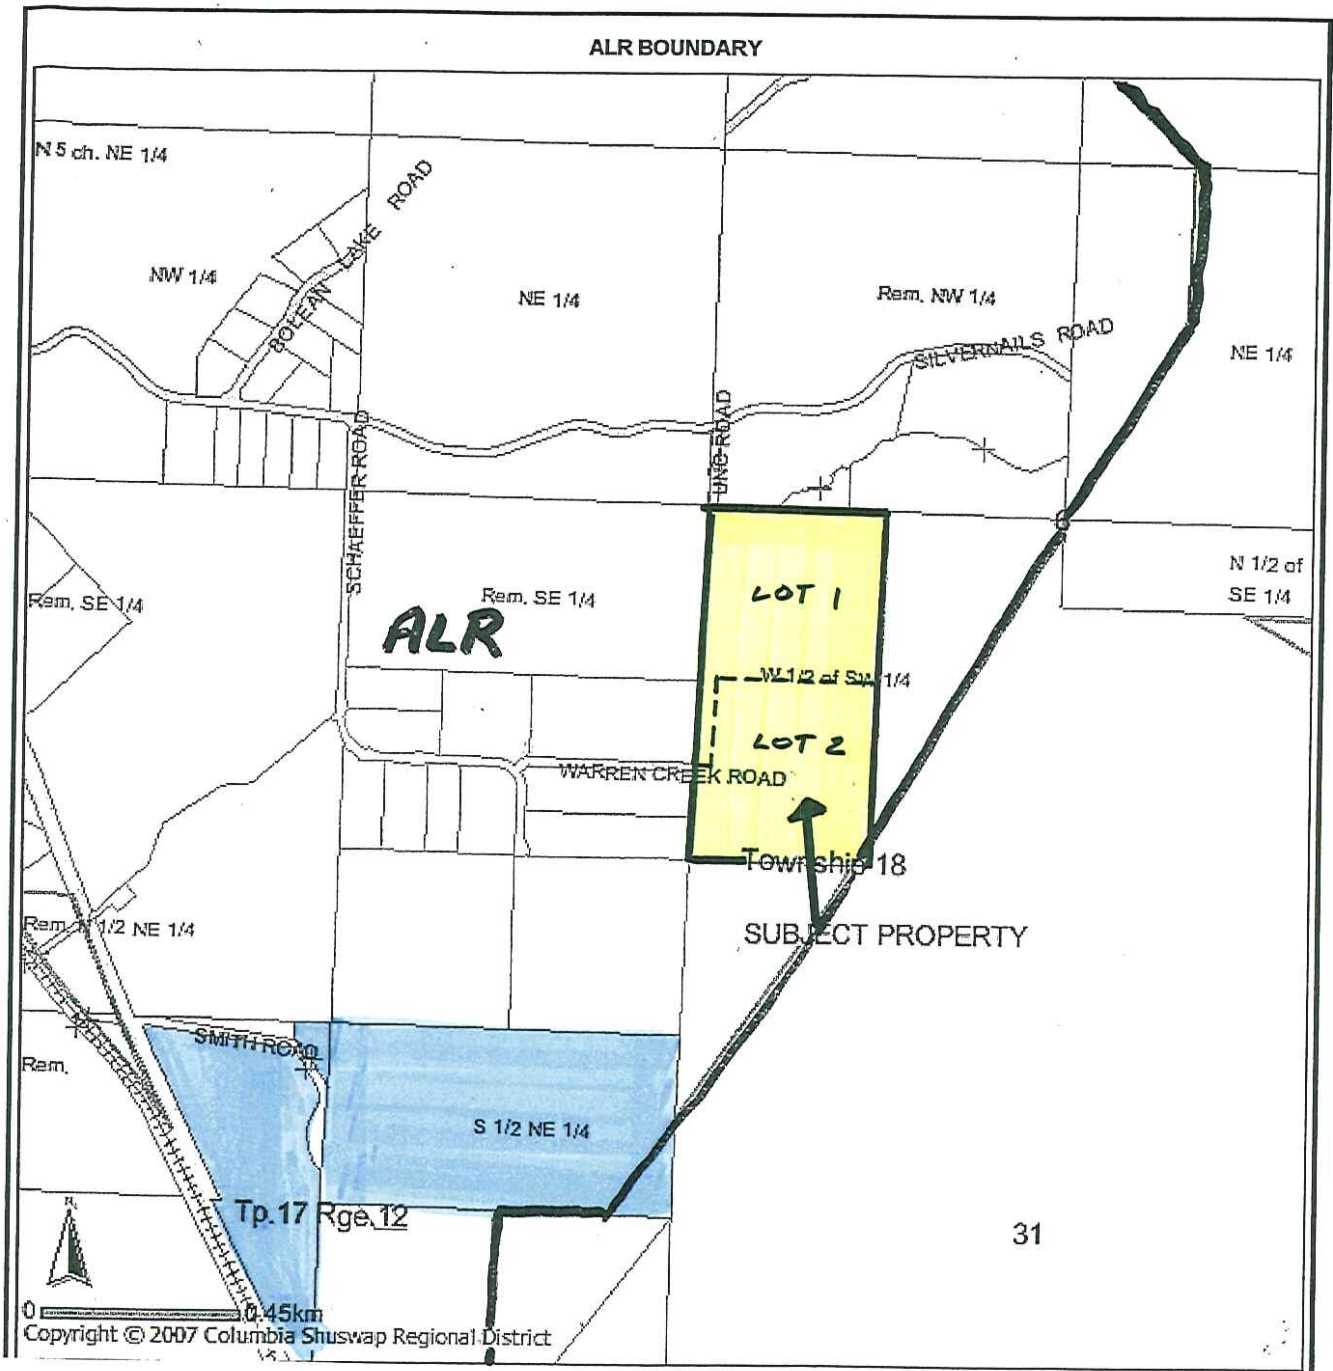 ALR BOUNDARY
N 5 ch. NE 1/4
BOLEAN LAKE ROAD
NW 1/4
NE 1/4
Rem. NW 1/4
SILVERNAILS ROAD
NE 1/4
SCHAEFFER ROAD
UNO ROAD
N 1/2 of
SE 1/4
Rem. SE 1/4
ALR
Rem. SE 1/4
LOT 1
W 1/2 of SW 1/4
LOT 2
WARREN CREEK ROAD
Township 18
Rem. N 1/2 NE 1/4
SUBJECT PROPERTY
SMITH ROAD
Rem.
S 1/2 NE 1/4
Tp.17 Rge.12
31
N
0 0.45km
Copyright © 2007 Columbia Shuswap Regional District